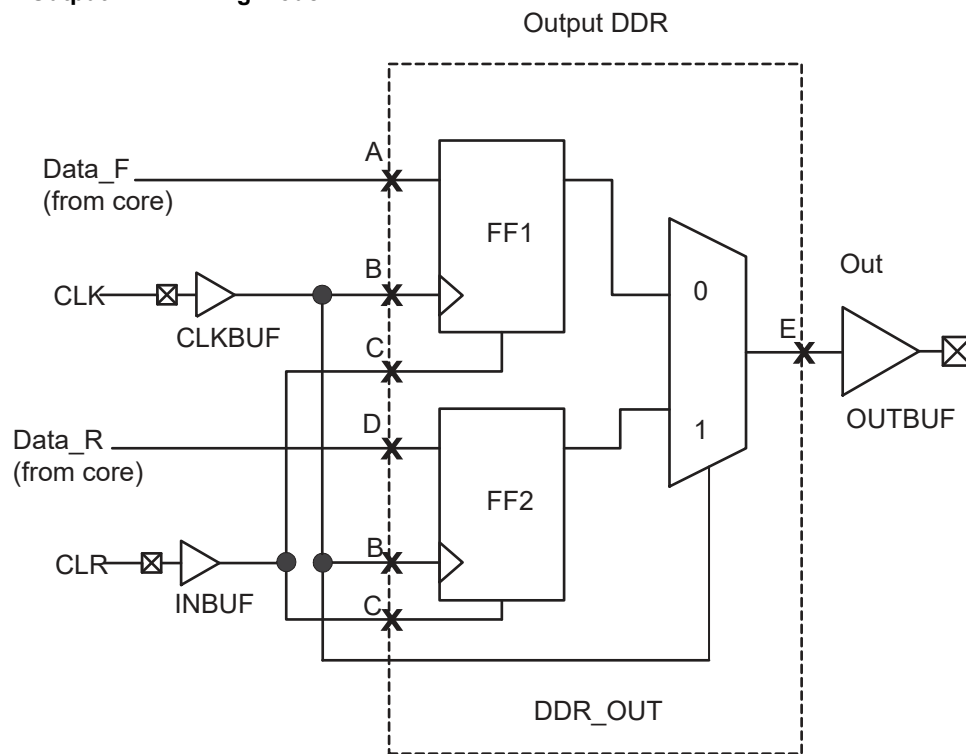 Output DDR
A
Data_F
(from core)
FF1
B
Out
0
CLK
E
CLKBUF
C
OUTBUF
D
1
Data_R
(from core)
FF2
B
CLR
INBUF
C
DDR_OUT